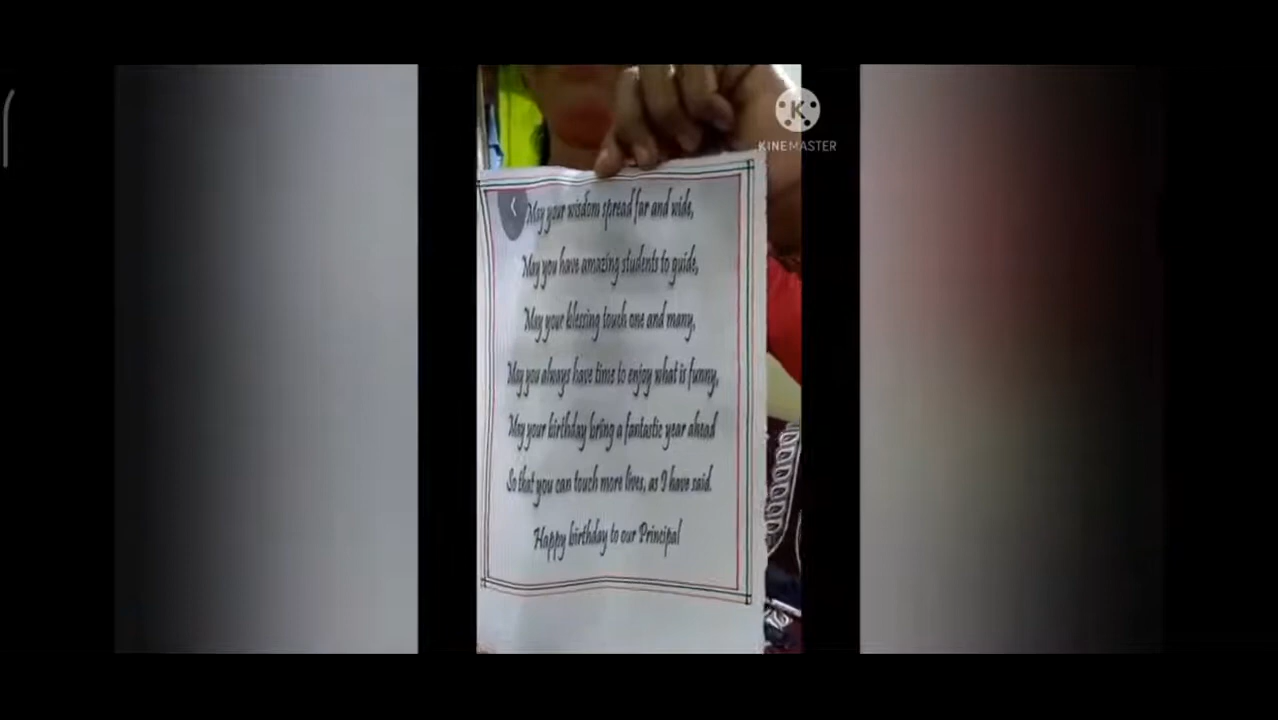 KINEMASTER
May your wisdom spread far and wide,
May you have amazing students to guide,
May your blessing touch one and many,
May you always have time to enjoy what is funny,
May your birthday bring a fantastic year ahead
So that you can touch more lives, as I have said.
Happy birthday to our Principal